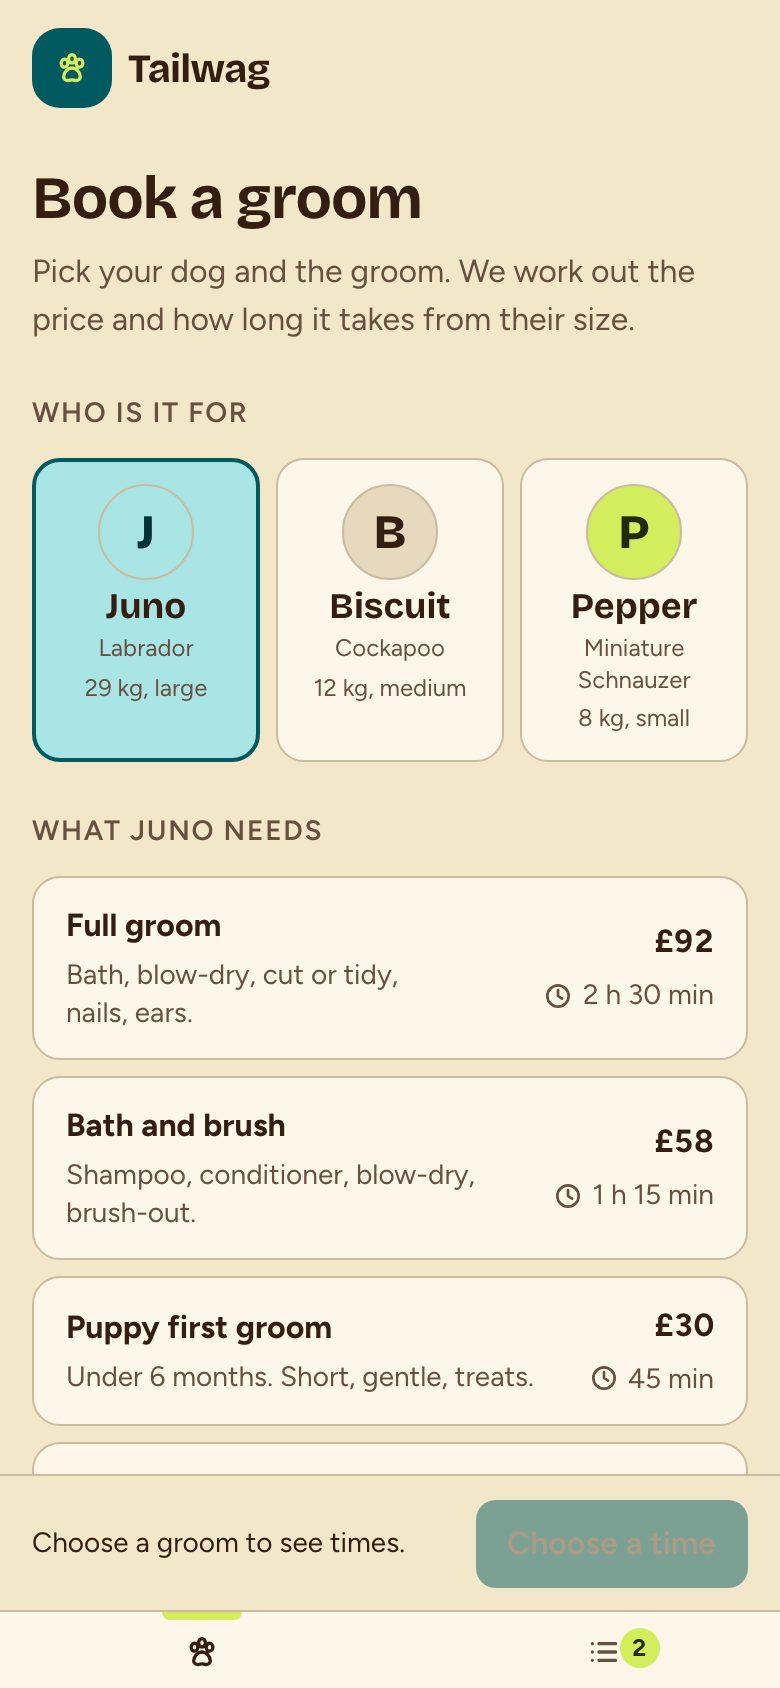 Tailwag
Book a groom
Pick your dog and the groom. We work out the
price and how long it takes from their size.
WHO IS IT FOR
J
Juno
Labrador
29 kg, large
B
Biscuit
Cockapoo
12 kg, medium
P
Pepper
Miniature
Schnauzer
8 kg, small
WHAT JUNO NEEDS
Full groom
Bath, blow-dry, cut or tidy,
nails, ears.
£92
2 h 30 min
Bath and brush
Shampoo, conditioner, blow-dry,
brush-out.
£58
1 h 15 min
Puppy first groom
Under 6 months. Short, gentle, treats.
£30
45 min
Choose a groom to see times.
Choose a time
2